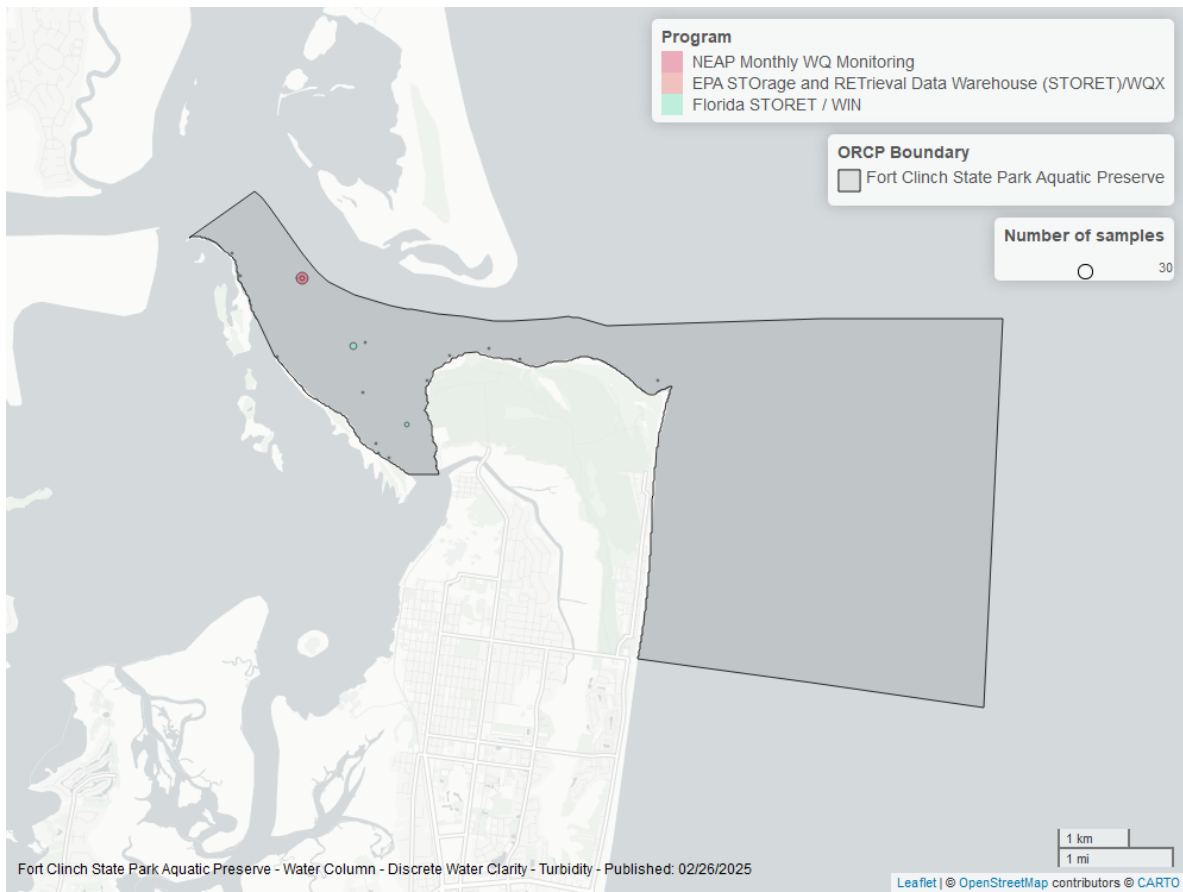 Program
NEAP Monthly WQ Monitoring
EPA STOrage and RETrieval Data Warehouse (STORET)/WQX
Florida STORET / WIN
ORCP Boundary
Fort Clinch State Park Aquatic Preserve
Number of samples
30
1 km
1 mi
Fort Clinch State Park Aquatic Preserve - Water Column - Discrete Water Clarity - Turbidity - Published: 02/26/2025
Leaflet | © OpenStreetMap contributors © CARTO